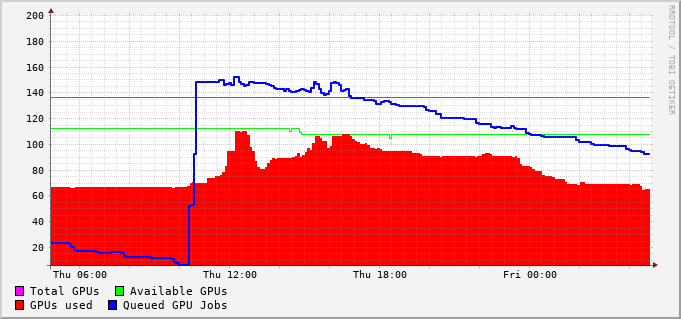 200
180
160
140
120
100
80
60
40
20
Thu 06:00 Thu 12:00 Thu 18:00 Fri 00:00
Total GPUs Available GPUs
GPUs used Queued GPU Jobs
RRDTOOL / TOBI OETIKER